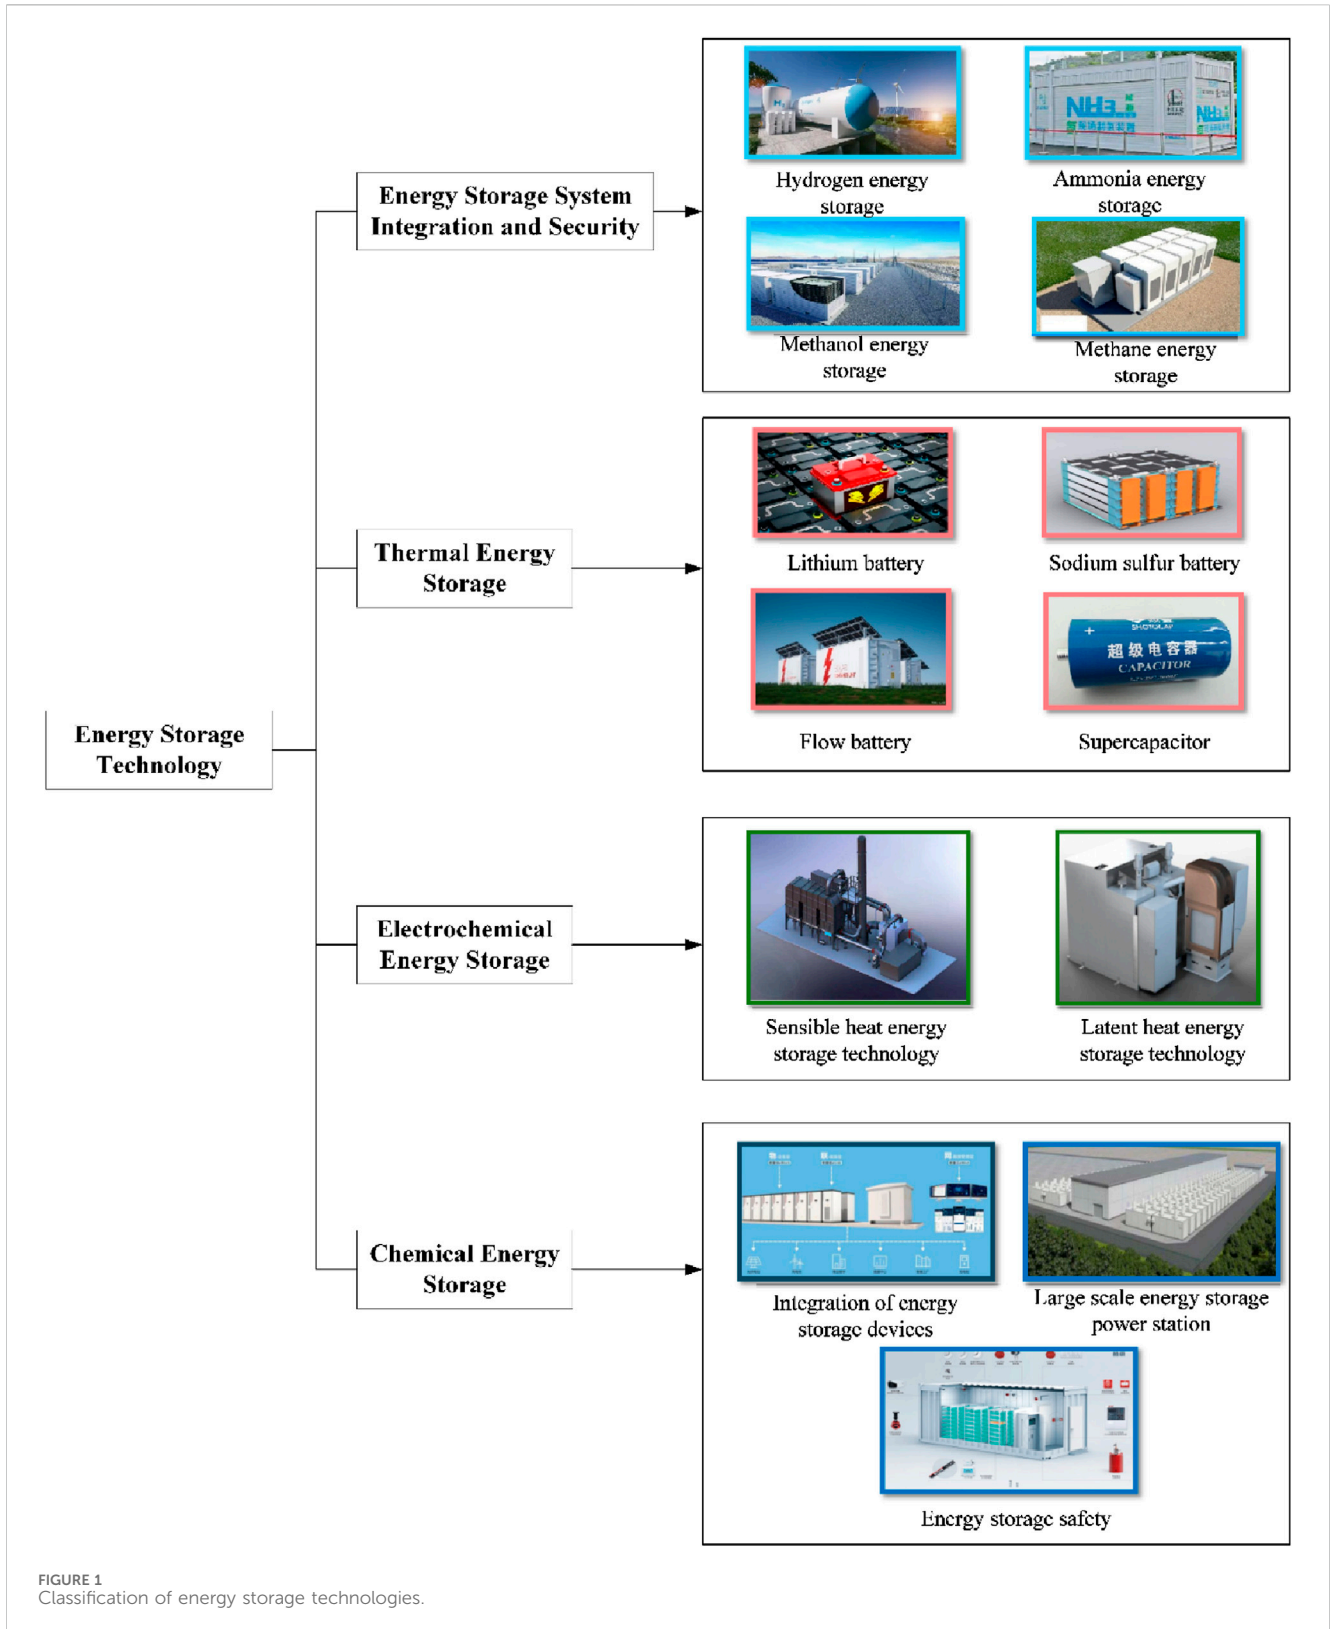 Energy Storage
Technology
Energy Storage System
Integration and Security
H2
NH3
Hydrogen energy
storage
Ammonia energy
storage
Methanol energy
storage
Methane energy
storage
Thermal Energy
Storage
Lithium battery
Sodium sulfur battery
+
超级电容器
CAPACITOR
Flow battery
Supercapacitor
Electrochemical
Energy Storage
Sensible heat energy
storage technology
Latent heat energy
storage technology
Chemical Energy
Storage
Integration of energy
storage devices
Large scale energy storage
power station
Energy storage safety
FIGURE 1
Classification of energy storage technologies.